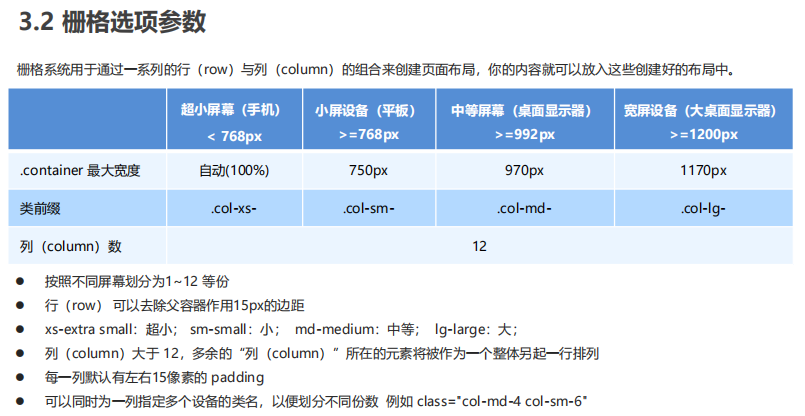 3.2 栅格选项参数
栅格系统用于通过一系列的行（row）与列（column）的组合来创建页面布局，你的内容就可以放入这些创建好的布局中。
超小屏幕（手机） 小屏设备（平板） 中等屏幕（桌面显示器） 宽屏设备（大桌面显示器）
< 768px >=768px >=992px >=1200px
.container 最大宽度 自动(100%) 750px 970px 1170px
类前缀 .col-xs- .col-sm- .col-md- .col-lg-
列（column）数 12
● 按照不同屏幕划分为1~12 等份
● 行（row） 可以去除父容器作用15px的边距
● xs-extra small：超小； sm-small：小； md-medium：中等； lg-large：大；
● 列（column）大于 12，多余的“列（column）”所在的元素将被作为一个整体另起一行排列
● 每一列默认有左右15像素的 padding
● 可以同时为一列指定多个设备的类名，以便划分不同份数 例如 class="col-md-4 col-sm-6"